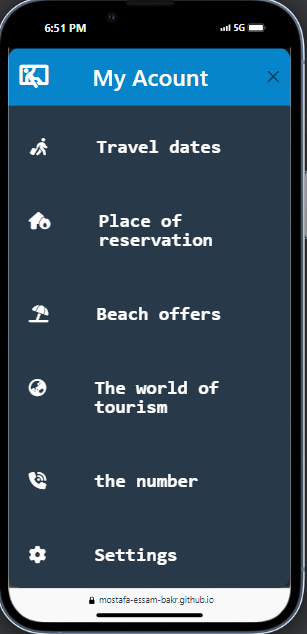 6:51 PM 5G
My Acount
Travel dates
Place of
reservation
Beach offers
The world of
tourism
the number
Settings
mostafa-essam-bakr.github.io